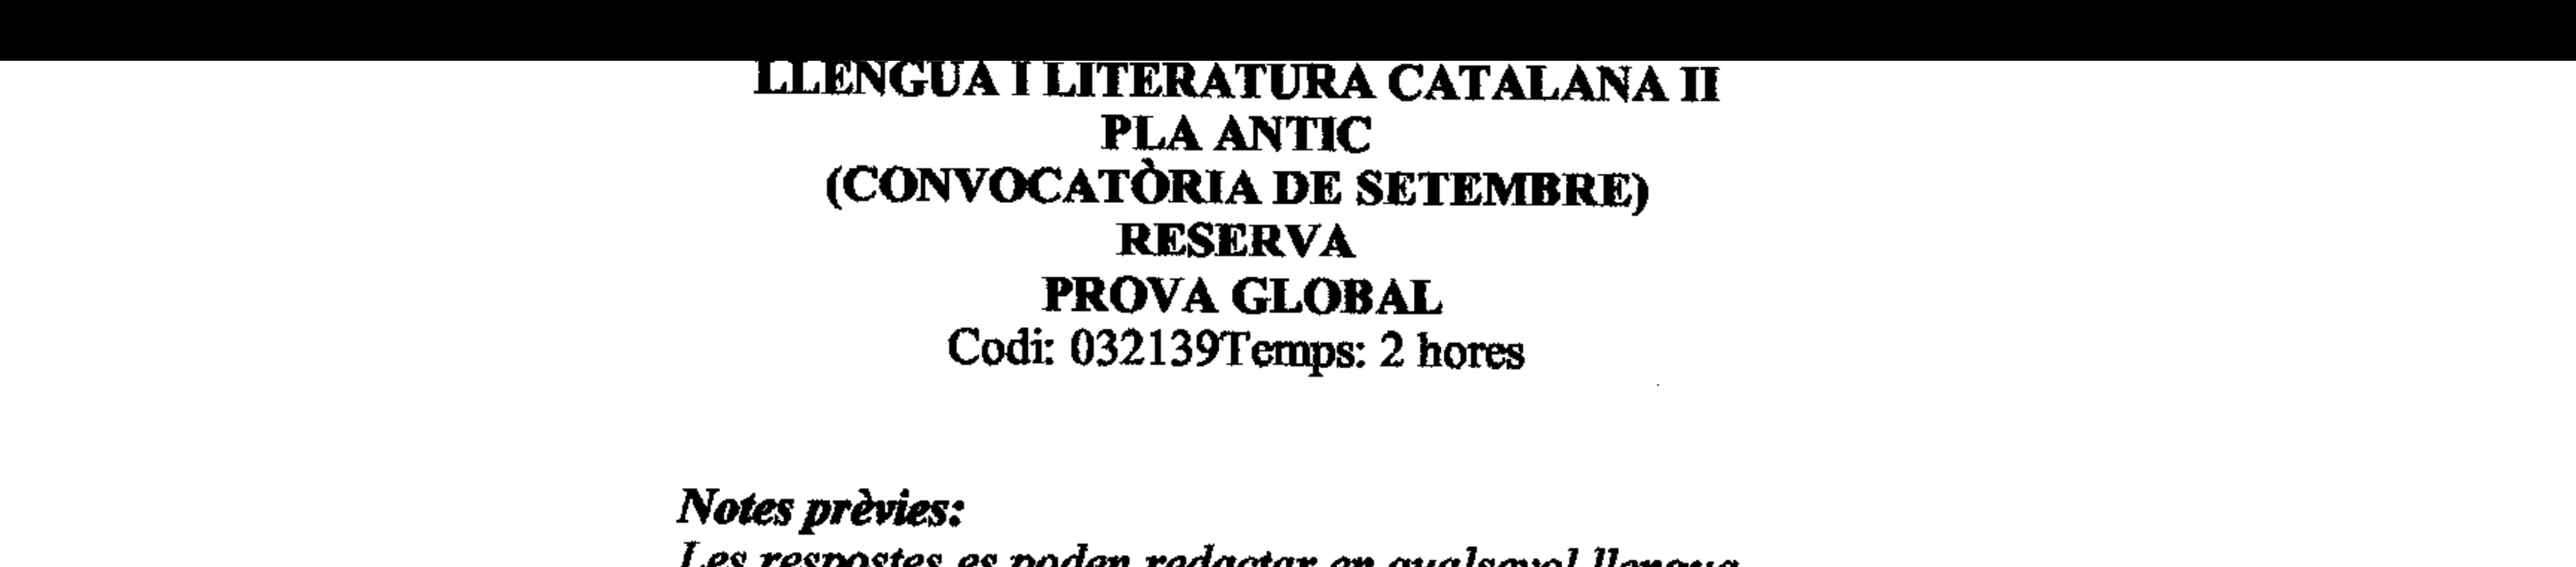 LLENGUA I LITERATURA CATALANA II
PLA ANTIC
(CONVOCATÒRIA DE SETEMBRE)
RESERVA
PROVA GLOBAL
Codi: 032139Temps: 2 hores
Notes prèvies:
Les respostes es poden redactar en qualsevol llengua